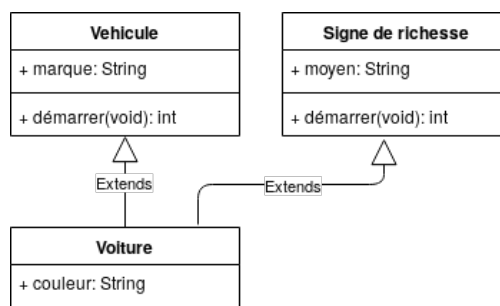 Vehicule
+ marque: String
+ démarrer(void): int
Signe de richesse
+ moyen: String
+ démarrer(void): int
Extends
Extends
Voiture
+ couleur: String